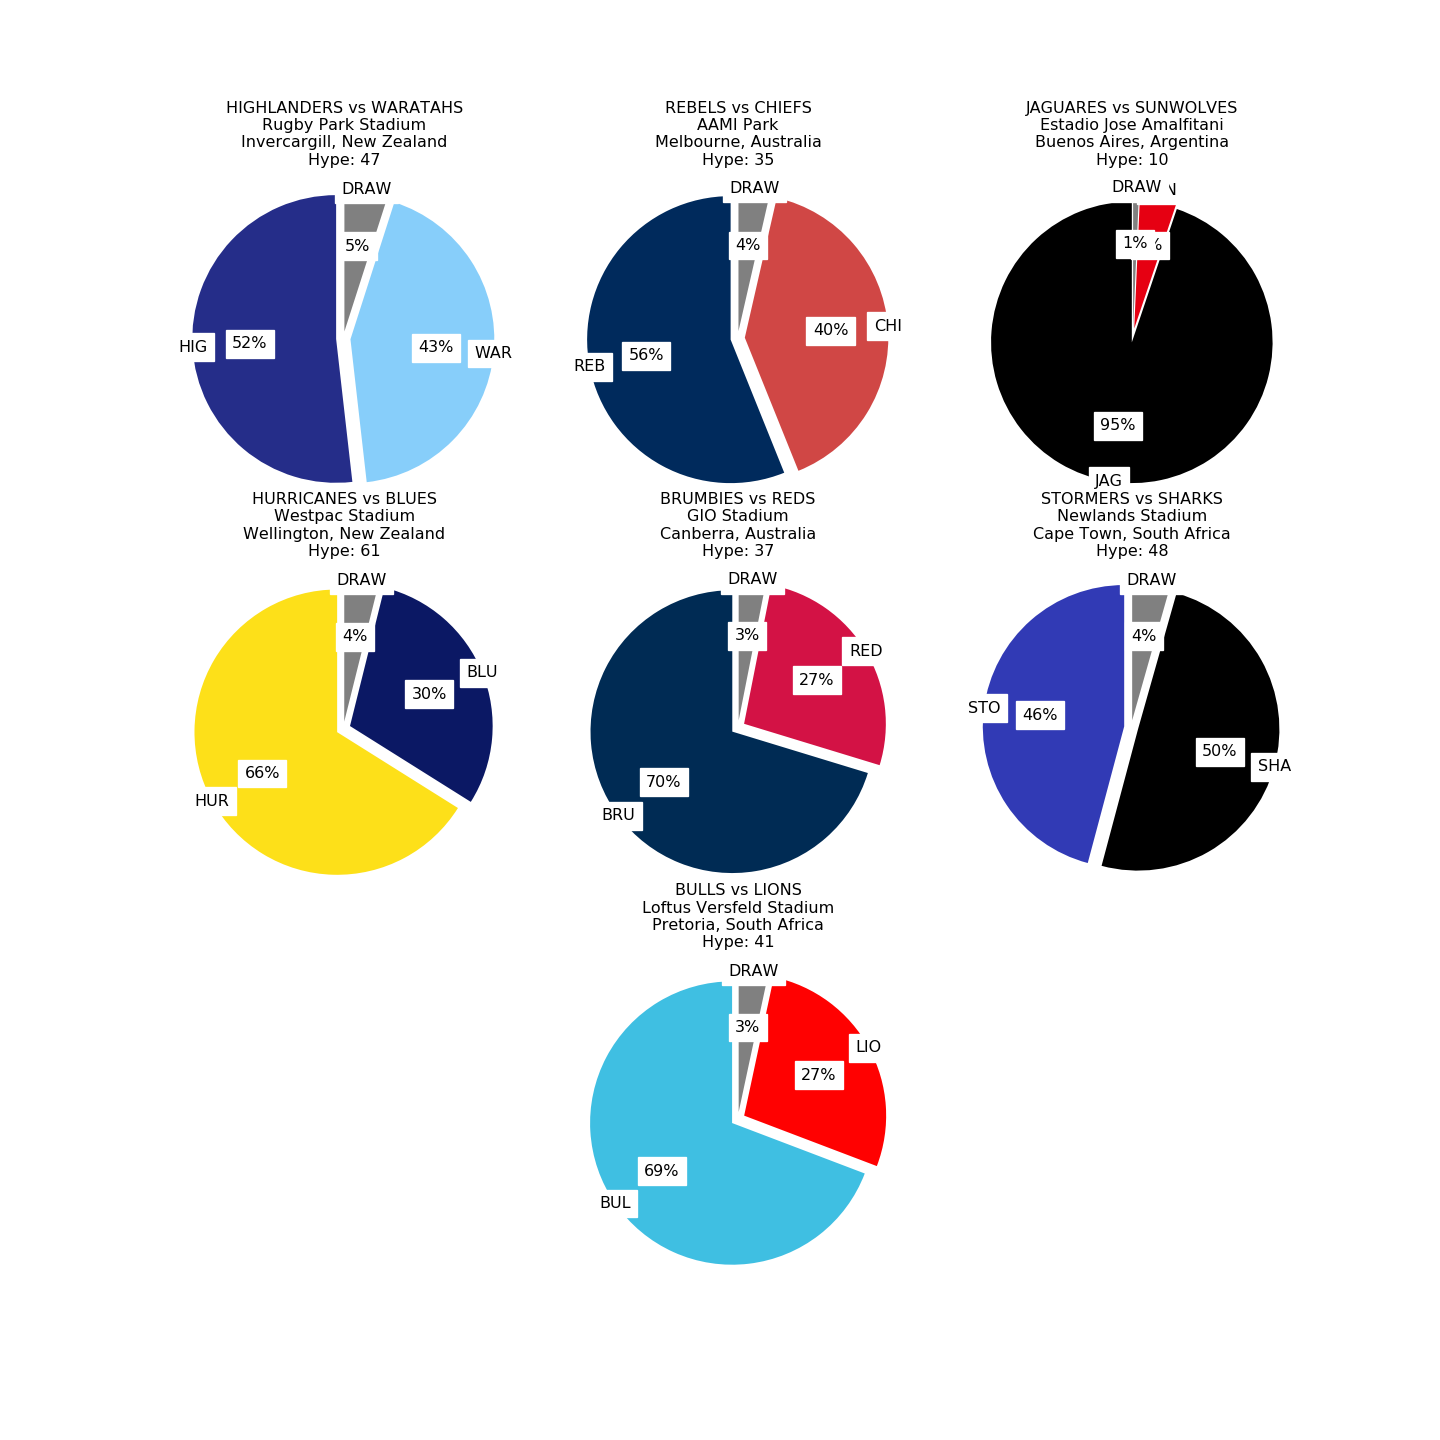 HIGHLANDERS vs WARATAHS
Rugby Park Stadium
Invercargill, New Zealand
Hype: 47
DRAW
5%
HIG
52%
43%
WAR
REBELS vs CHIEFS
AAMI Park
Melbourne, Australia
Hype: 35
DRAW
4%
REB
56%
40%
CHI
JAGUARES vs SUNWOLVES
Estadio Jose Amalfitani
Buenos Aires, Argentina
Hype: 10
DRAW
1%
95%
JAG
HURRICANES vs BLUES
Westpac Stadium
Wellington, New Zealand
Hype: 61
DRAW
4%
BLU
30%
66%
HUR
BRUMBIES vs REDS
GIO Stadium
Canberra, Australia
Hype: 37
DRAW
3%
RED
27%
70%
BRU
STORMERS vs SHARKS
Newlands Stadium
Cape Town, South Africa
Hype: 48
DRAW
4%
STO
46%
50%
SHA
BULLS vs LIONS
Loftus Versfeld Stadium
Pretoria, South Africa
Hype: 41
DRAW
3%
LIO
27%
69%
BUL